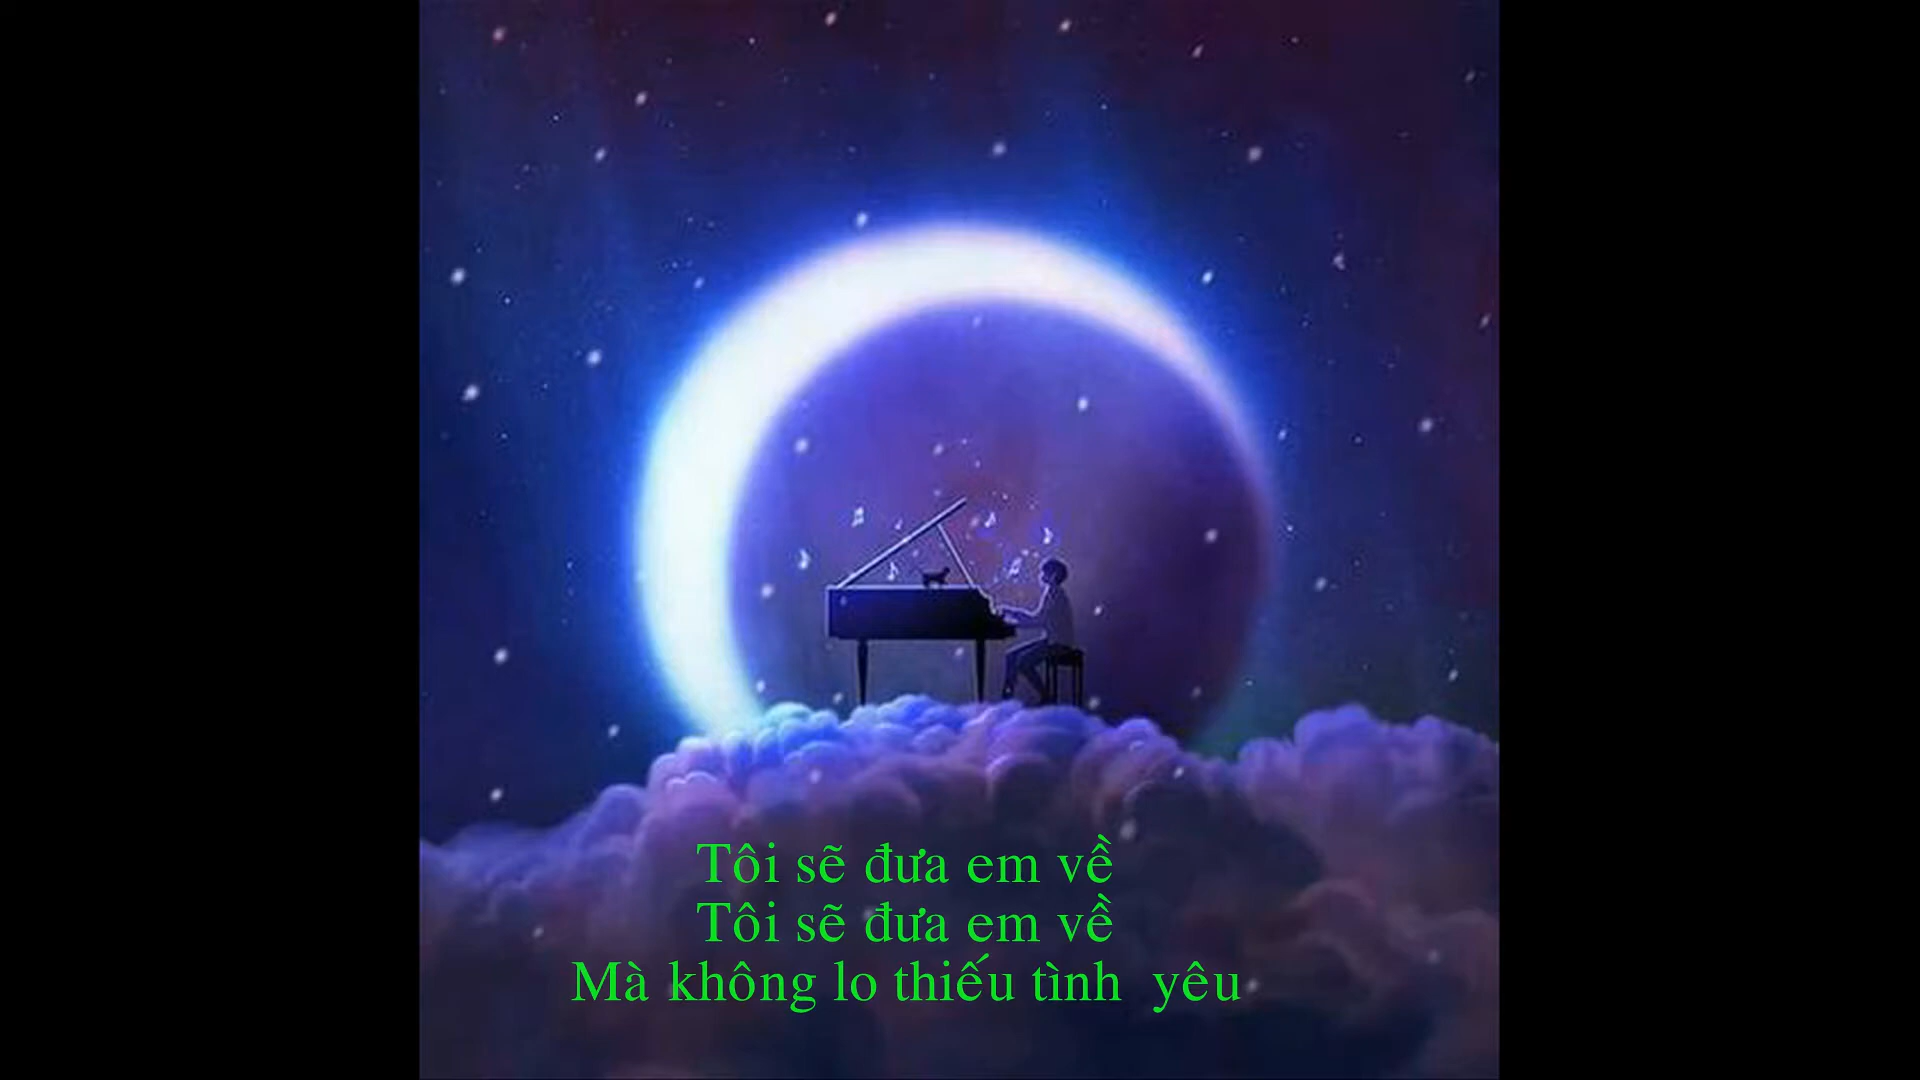 Tôi sẽ đưa em về
Tôi sẽ đưa em về
Mà không lo thiếu tình  yêu